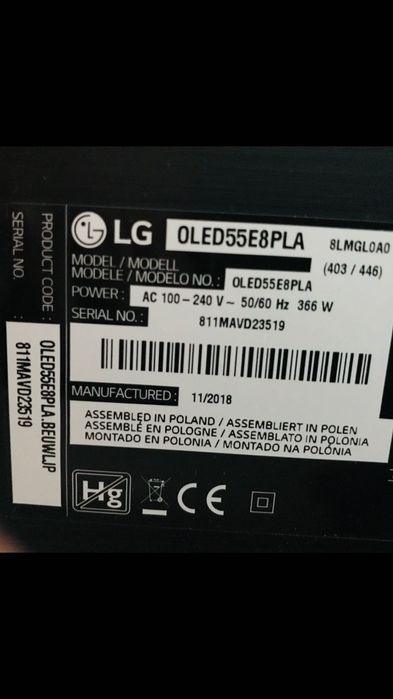 LG OLED55E8PLA 8LMGL0A0
MODEL / MODELL
MODÈLE / MODELO NO. : OLED55E8PLA (403 / 446)
POWER : AC 100-240 V ~ 50/60 Hz 366 W
SERIAL NO. : 811MAVD23519
MANUFACTURED : 11/2018
ASSEMBLED IN POLAND / ASSEMBLIERT IN POLEN
ASSEMBLÉ EN POLOGNE / ASSEMBLATO IN POLONIA
MONTADO EN POLONIA / MONTADO NA POLÓNIA
Hg CE
PRODUCT CODE : OLED55E8PLA.BEUWLJP
SERIAL NO. : 811MAVD23519